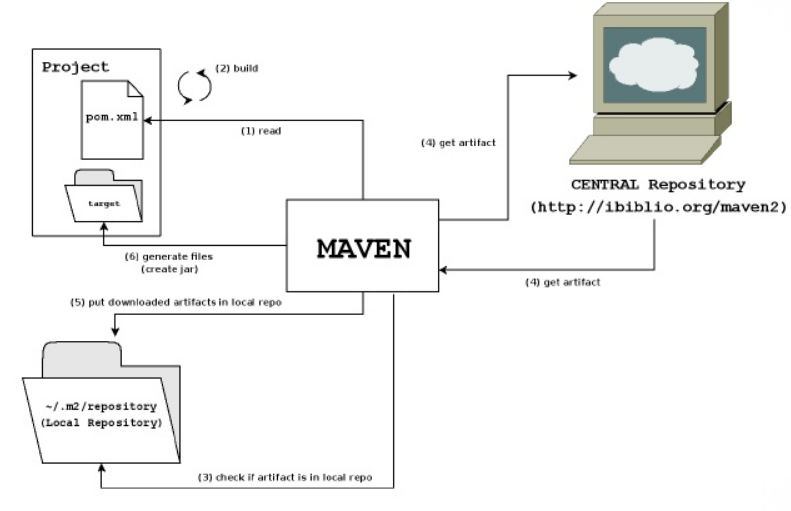 Project
(2) build
pom.xml
(1) read
(4) get artifact
target
CENTRAL Repository
(http://ibiblio.org/maven2)
MAVEN
(6) generate files
(create jar)
(4) get artifact
(5) put downloaded artifacts in local repo
~/.m2/repository
(Local Repository)
(3) check if artifact is in local repo